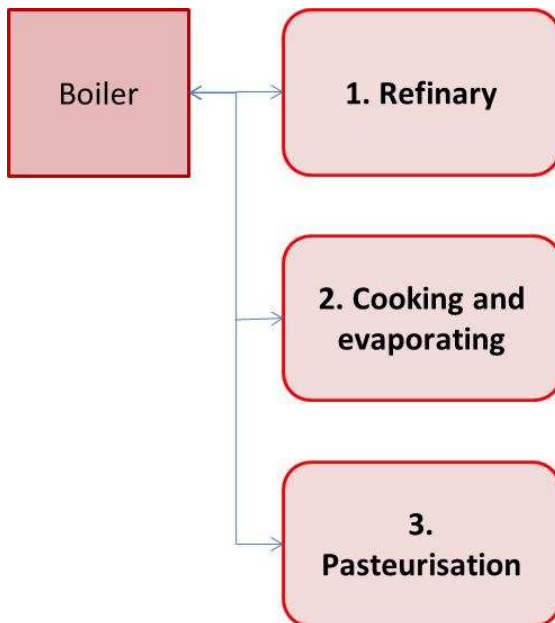 Boiler
1. Refinary
2. Cooking and
evaporating
3.
Pasteurisation